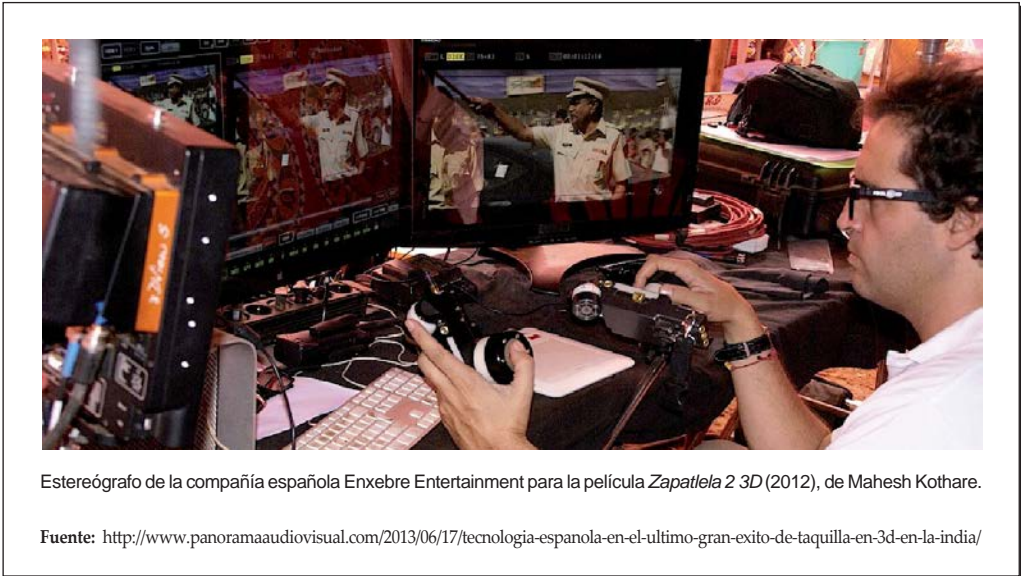 Estereógrafo de la compañía española Enxebre Entertainment para la película Zapatlela 2 3D (2012), de Mahesh Kothare.
Fuente: http://www.panoramaaudiovisual.com/2013/06/17/tecnologia-espanola-en-el-ultimo-gran-exito-de-taquilla-en-3d-en-la-india/